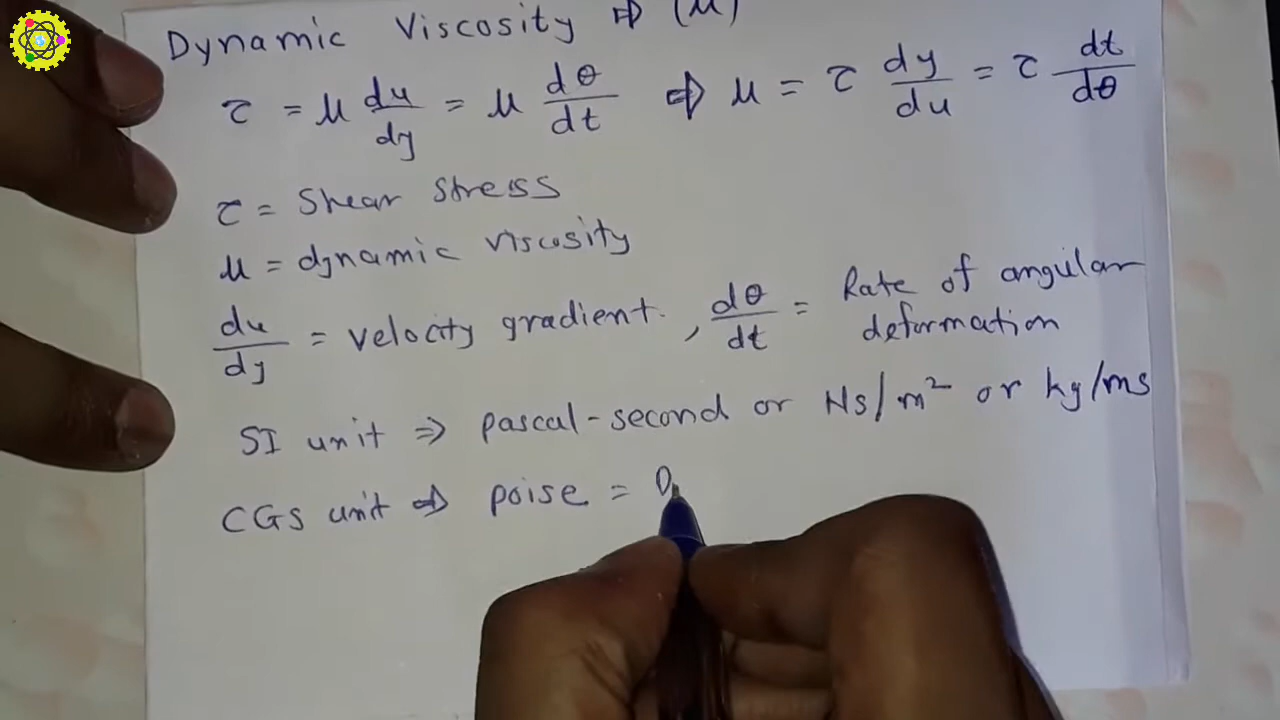 Dynamic Viscosity ⇒ (μ)
τ = μ du/dy = μ dθ/dt ⇒ μ = τ dy/du = τ dt/dθ
τ = Shear Stress
μ = dynamic viscosity
du/dy = velocity gradient. , dθ/dt = Rate of angular
deformation
SI unit ⇒ pascal-second or Ns/m² or kg/ms
CGS unit ⇒ poise = 0